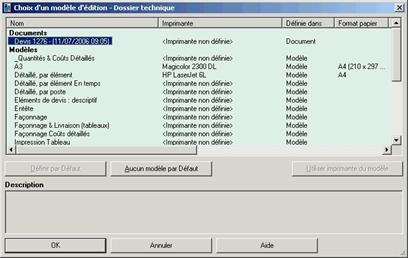 Choix d'un modèle d'édition - Dossier technique
Nom Imprimante Définie dans Format papier
Documents
Devis 1276 - (11/07/2006 09:05) <Imprimante non définie> Document
Modèles
_Quantités & Coûts Détaillés <Imprimante non définie> Modèle
A3 Magicolor 2300 DL Modèle A4 (210 x 297 ...
Détaillé, par élément HP LaserJet 6L Modèle A4
Détaillé, par élément En temps <Imprimante non définie> Modèle
Détaillé, par poste <Imprimante non définie> Modèle
Eléments de devis : descriptif <Imprimante non définie> Modèle
Entête <Imprimante non définie> Modèle
Façonnage <Imprimante non définie> Modèle
Façonnage & Livraison (tableaux) <Imprimante non définie> Modèle
Façonnage Coûts détaillés <Imprimante non définie> Modèle
Impression Tableau <Imprimante non définie> Modèle
Définir par Défaut Aucun modèle par Défaut Utiliser imprimante du modèle
Description
OK Annuler Aide